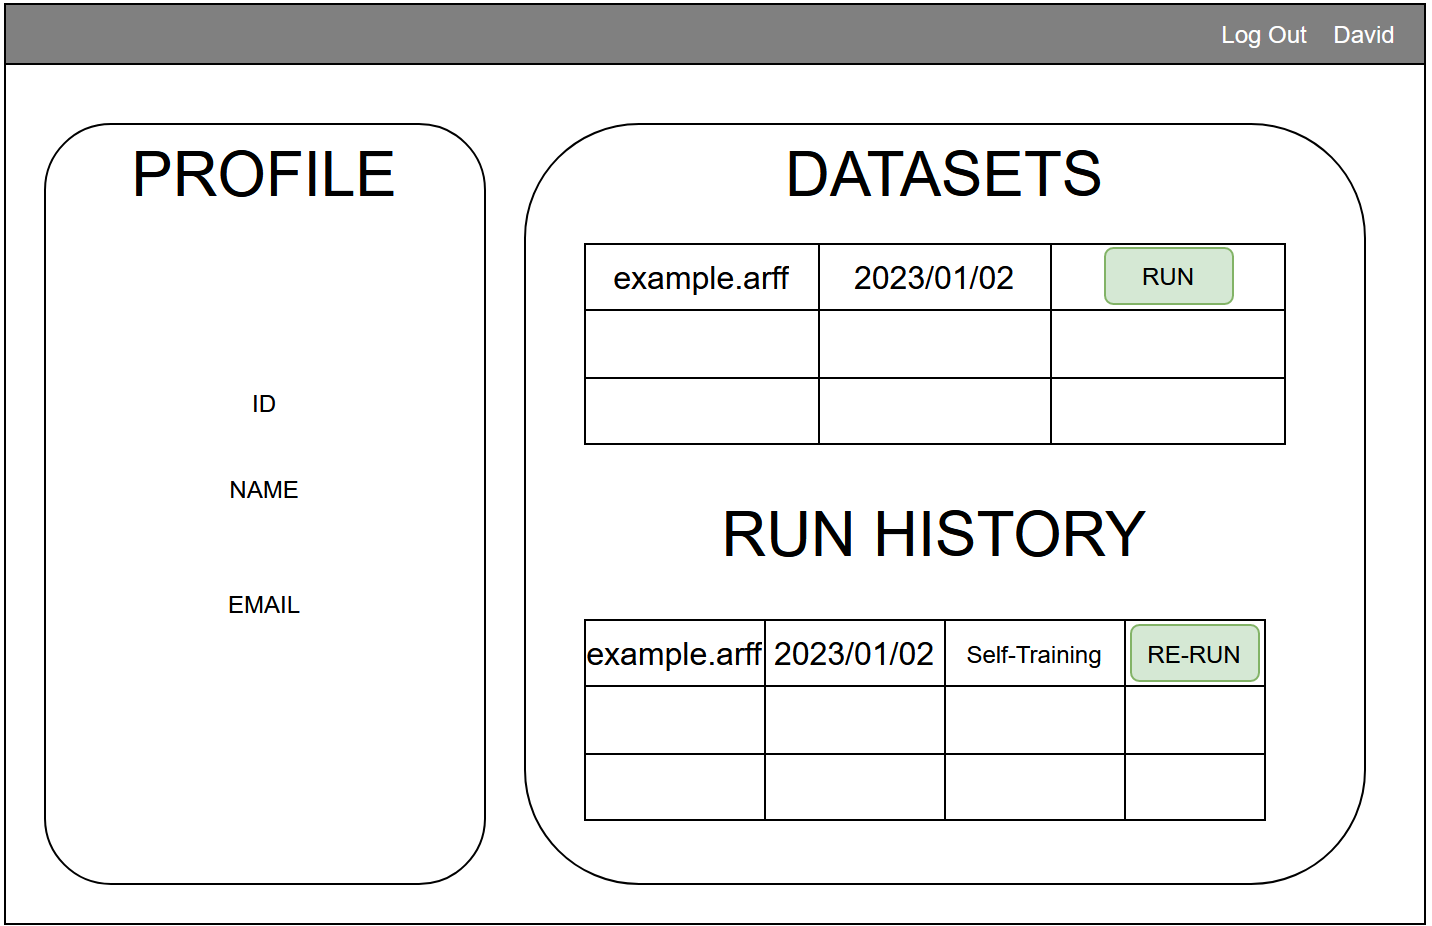 Log Out David
PROFILE
ID
NAME
EMAIL
DATASETS
example.arff 2023/01/02 RUN
RUN HISTORY
example.arff 2023/01/02 Self-Training RE-RUN